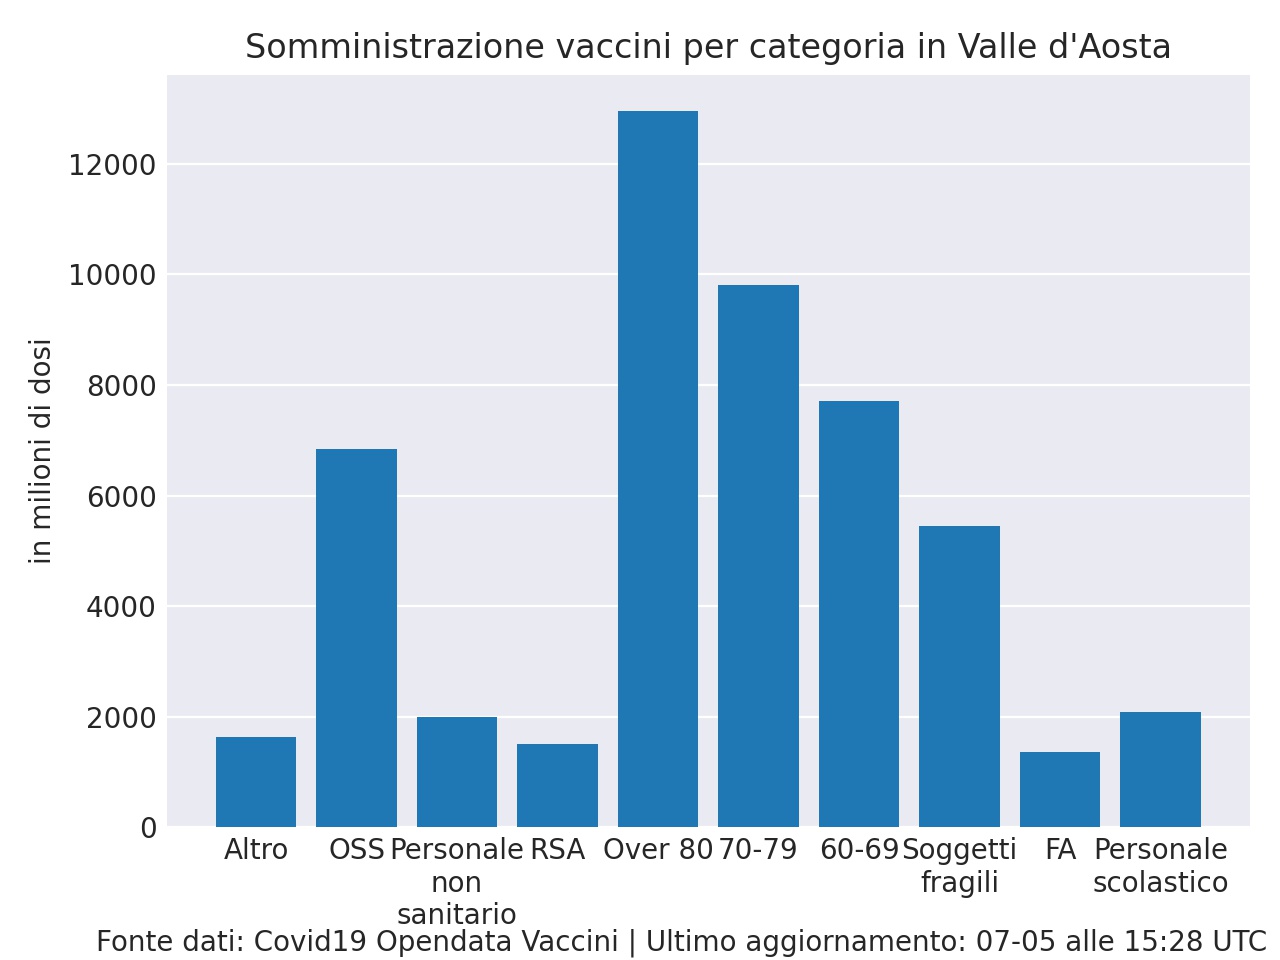 Somministrazione vaccini per categoria in Valle d'Aosta
in milioni di dosi
12000
10000
8000
6000
4000
2000
0
Altro
OSS
Personale
non
sanitario
RSA
Over 80
70-79
60-69
Soggetti
fragili
FA
Personale
scolastico
Fonte dati: Covid19 Opendata Vaccini | Ultimo aggiornamento: 07-05 alle 15:28 UTC